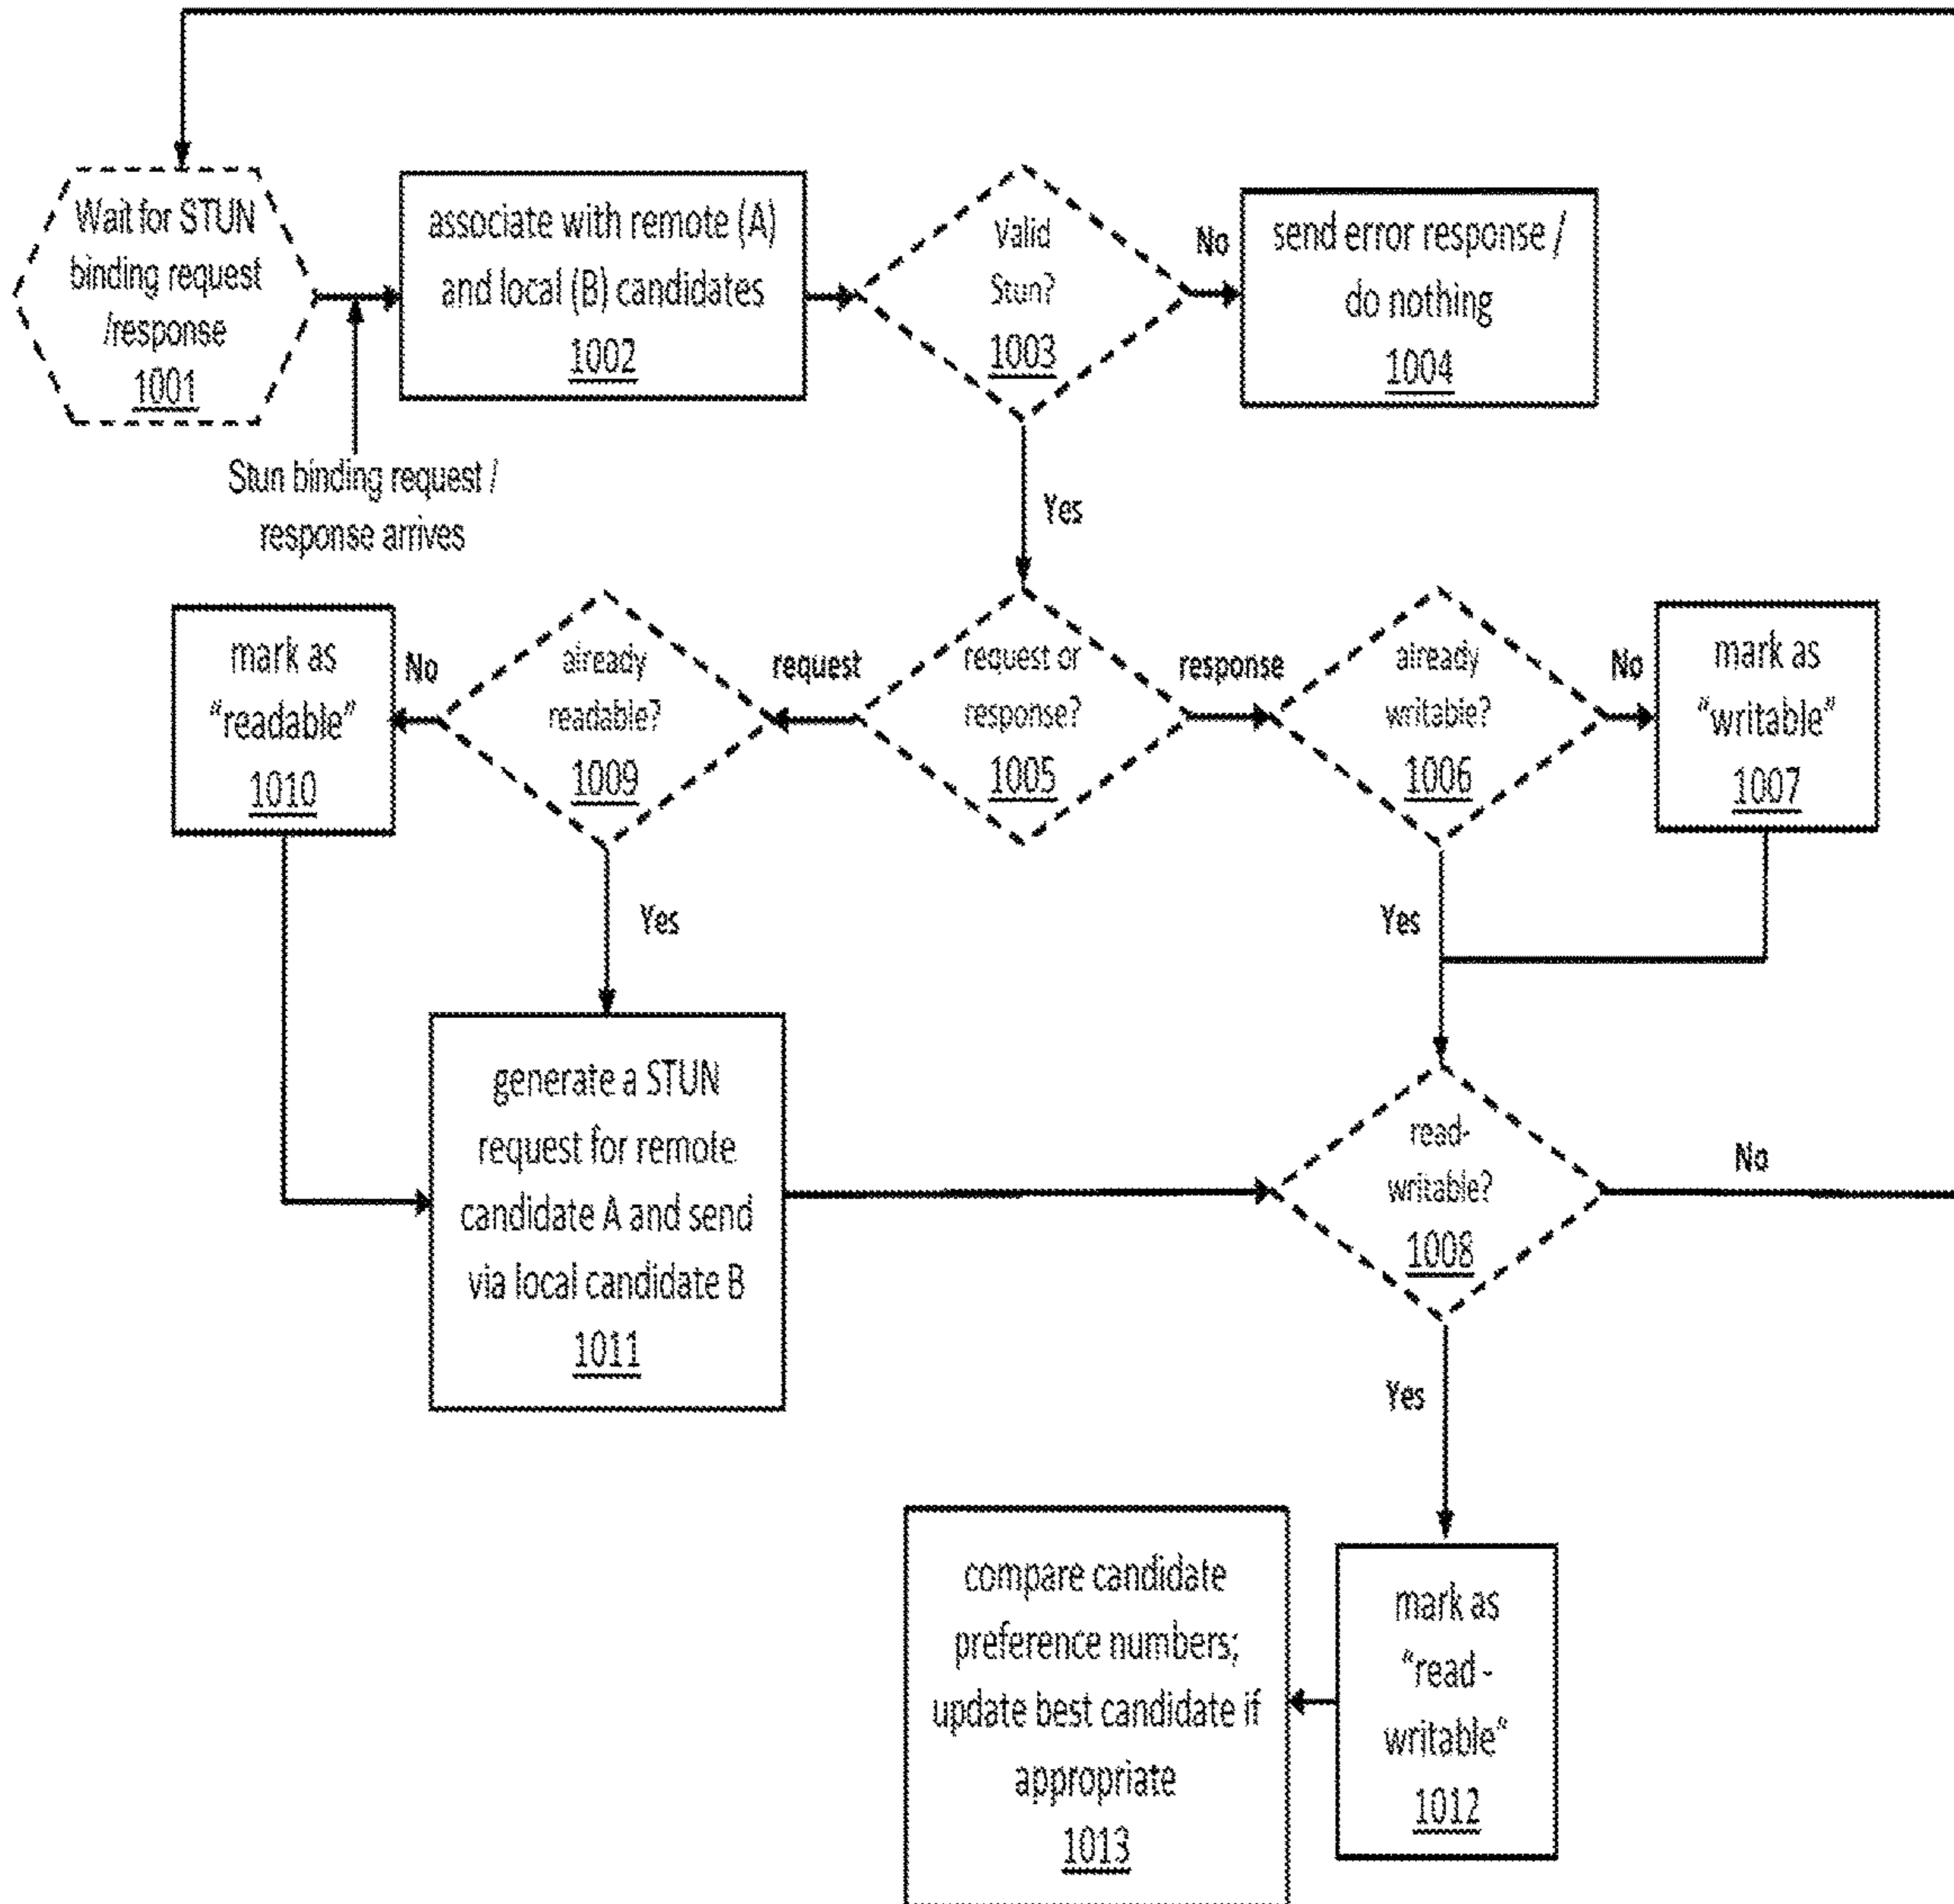 Wait for STUN
binding request
/response
1001
Stun binding request /
response arrives
associate with remote (A)
and local (B) candidates
1002
Valid
Stun?
1003
No
send error response /
do nothing
1004
Yes
request or
response?
1005
request
already
readable?
1009
No
mark as
"readable"
1010
Yes
response
already
writable?
1006
No
mark as
"writable"
1007
Yes
generate a STUN
request for remote
candidate A and send
via local candidate B
1011
read-
writable?
1008
No
Yes
mark as
"read -
writable"
1012
compare candidate
preference numbers;
update best candidate if
appropriate
1013